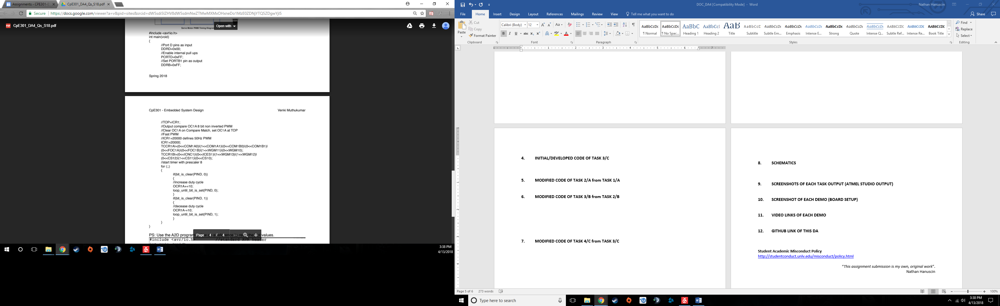 Assignments - CPE301-E
CpE301_DA4_Qs_S18.pdf
Secure
https://docs.google.com/viewer?a=v&pid=sites&srcid=
CpE301_DA4_Qs_S18.pdf
Servo Motor PWM Timing Diagram
Open with
#include <avr\io.h>
int main(void)
{
//Port D pins as input
DDRD=0x00;
//Enable internal pull ups
PORTD=0xFF;
//Set PORTB1 pin as output
DDRB=0xFF;
Spring 2018
CpE301 - Embedded System Design
Venki Muthukumar
//TOP=ICR1;
//Output compare OC1A 8 bit non inverted PWM
//Clear OC1A on Compare Match, set OC1A at TOP
//Fast PWM
//ICR1=20000 defines 50Hz PWM
ICR1=20000;
TCCR1A|=(0<<COM1A0)|(1<<COM1A1)|(0<<COM1B0)|(0<<COM1B1)|
(0<<FOC1A)|(0<<FOC1B)|(1<<WGM11)|(0<<WGM10);
TCCR1B|=(0<<ICNC1)|(0<<ICES1)|(1<<WGM13)|(1<<WGM12)|
(0<<CS12)|(1<<CS11)|(0<<CS10);
//start timer with prescaler 8
for (;;)
{
if(bit_is_clear(PIND, 0))
{
//increase duty cycle
OCR1A+=10;
loop_until_bit_is_set(PIND, 0);
}
if(bit_is_clear(PIND, 1))
{
//decease duty cycle
OCR1A-=10;
loop_until_bit_is_set(PIND, 1);
}
}
}
PS: Use the A2D program values.
Page 4 / 4
#include <avr/io.h> //standard AVR header
3:38 PM
4/13/2018
DOC_DA4 [Compatibility Mode] - Word
Nathan Hanuscin
File Home Insert Design Layout References Mailings Review View Tell me what you want to do
Share
Paste
Cut
Copy
Format Painter
Clipboard
Calibri (Body) 12
Font
Paragraph
AaBbCcDc AaBbCcDc AaBbC AaBbCc] AaB AaBbCcD AaBbCcDc AaBbCcDc AaBbCcDc AaBbCcDc AaBbCcDc AaBbCcDc AaBbCcDc AaBbCcDc AaBbCcDc
¶ Normal ¶ No Spac... Heading 1 Heading 2 Title Subtitle Subtle Em... Emphasis Intense E... Strong Quote Intense Q... Subtle Ref... Intense Re... Book Title
Styles
Find
Replace
Select
Editing
4. INITIAL/DEVELOPED CODE OF TASK 3/C
5. MODIFIED CODE OF TASK 2/A from TASK 1/A
6. MODIFIED CODE OF TASK 3/B from TASK 2/B
7. MODIFIED CODE OF TASK 4/C from TASK 3/C
8. SCHEMATICS
9. SCREENSHOTS OF EACH TASK OUTPUT (ATMEL STUDIO OUTPUT)
10. SCREENSHOT OF EACH DEMO (BOARD SETUP)
11. VIDEO LINKS OF EACH DEMO
12. GITHUB LINK OF THIS DA
Student Academic Misconduct Policy
http://studentconduct.unlv.edu/misconduct/policy.html
"This assignment submission is my own, original work".
Nathan Hanuscin
Page 5 of 6 273 words
100%
Type here to search
3:38 PM
4/13/2018